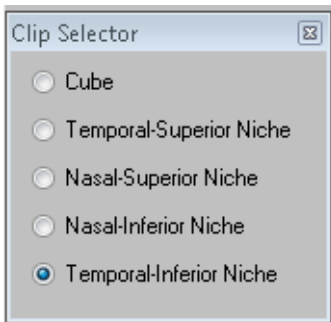 Clip Selector
Cube
Temporal-Superior Niche
Nasal-Superior Niche
Nasal-Inferior Niche
Temporal-Inferior Niche